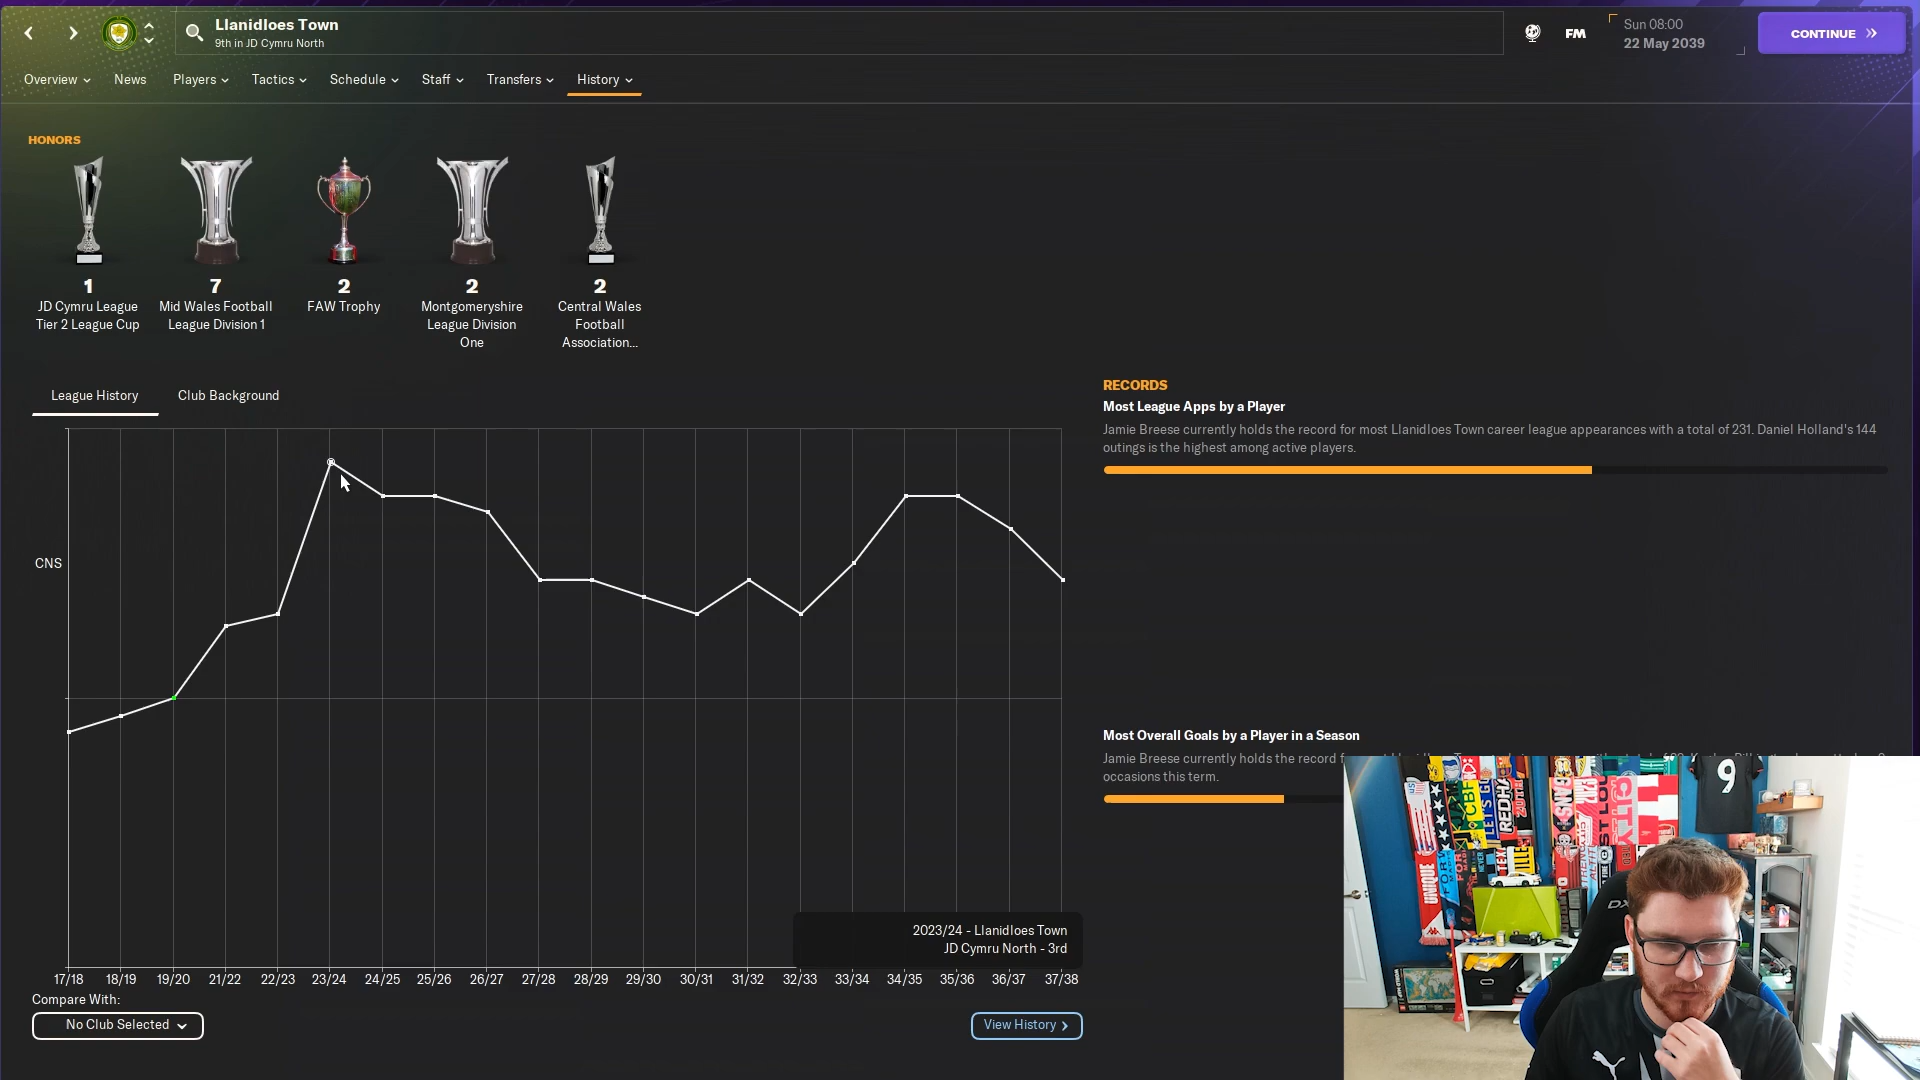 Llanidloes Town
9th in JD Cymru North
FM
Sun 08:00
22 May 2039
CONTINUE
Overview
News
Players
Tactics
Schedule
Staff
Transfers
History
HONORS
1
JD Cymru League
Tier 2 League Cup
7
Mid Wales Football
League Division 1
2
FAW Trophy
2
Montgomeryshire
League Division
One
2
Central Wales
Football
Association...
League History
Club Background
CNS
2023/24 - Llanidloes Town
JD Cymru North - 3rd
17/18 18/19 19/20 21/22 22/23 23/24 24/25 25/26 26/27 27/28 28/29 29/30 30/31 31/32 32/33 33/34 34/35 35/36 36/37 37/38
Compare With:
No Club Selected
View History
RECORDS
Most League Apps by a Player
Jamie Breese currently holds the record for most Llanidloes Town career league appearances with a total of 231. Daniel Holland's 144
outings is the highest among active players.
Most Overall Goals by a Player in a Season
Jamie Breese currently holds the record
occasions this term.
9
UNIQUE
CBF
LET'S G
REDHA
CITY
STLOU
DX